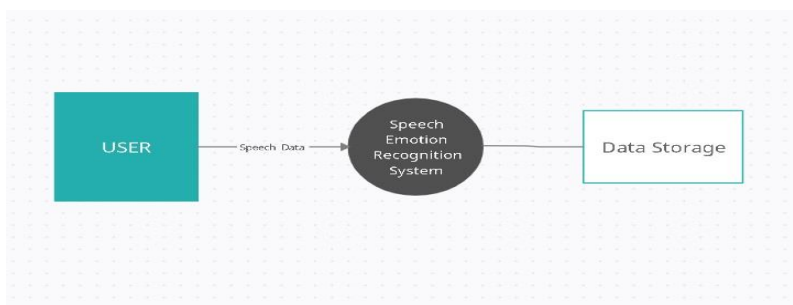 USER
Speech Data
Speech
Emotion
Recognition
System
Data Storage